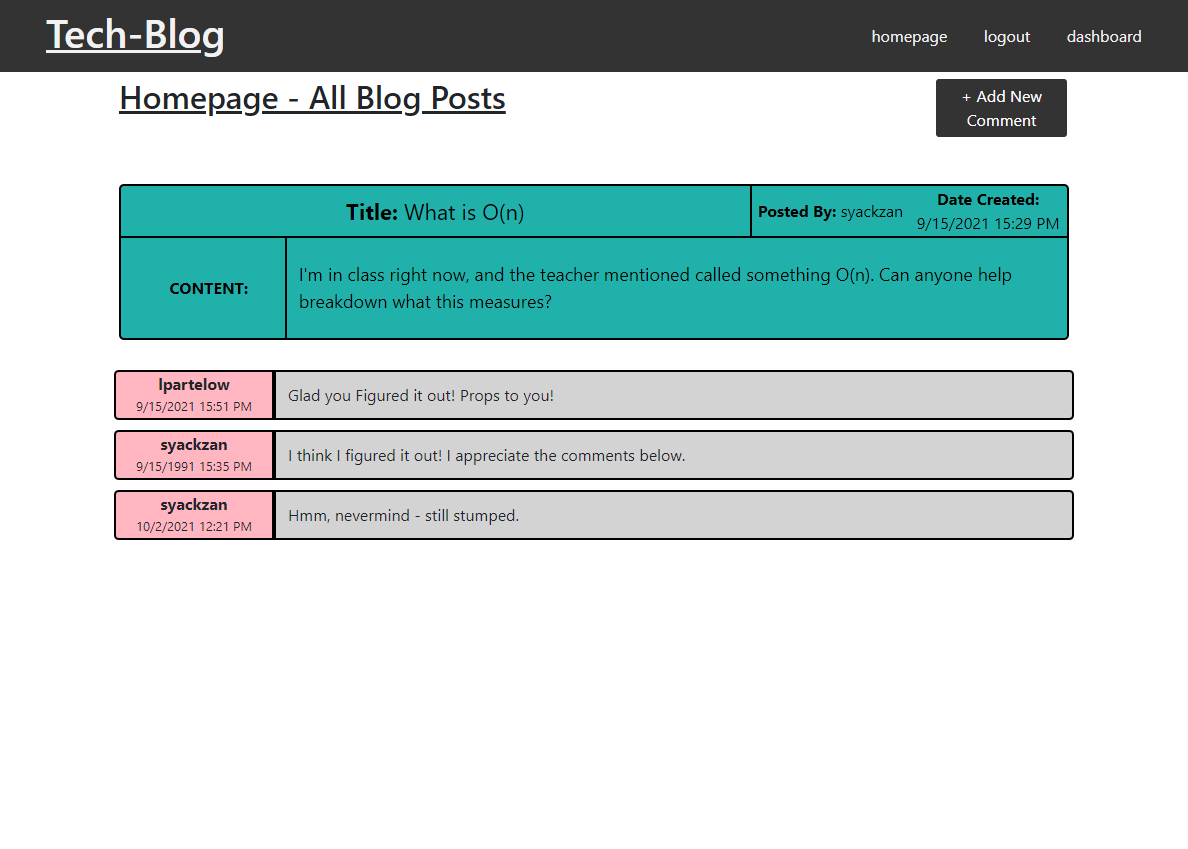 Tech-Blog
homepage logout dashboard
Homepage - All Blog Posts
+ Add New
Comment
Title: What is O(n)
Posted By: syackzan
Date Created:
9/15/2021 15:29 PM
CONTENT:
I'm in class right now, and the teacher mentioned called something O(n). Can anyone help
breakdown what this measures?
lpartelow
9/15/2021 15:51 PM
Glad you Figured it out! Props to you!
syackzan
9/15/1991 15:35 PM
I think I figured it out! I appreciate the comments below.
syackzan
10/2/2021 12:21 PM
Hmm, nevermind - still stumped.